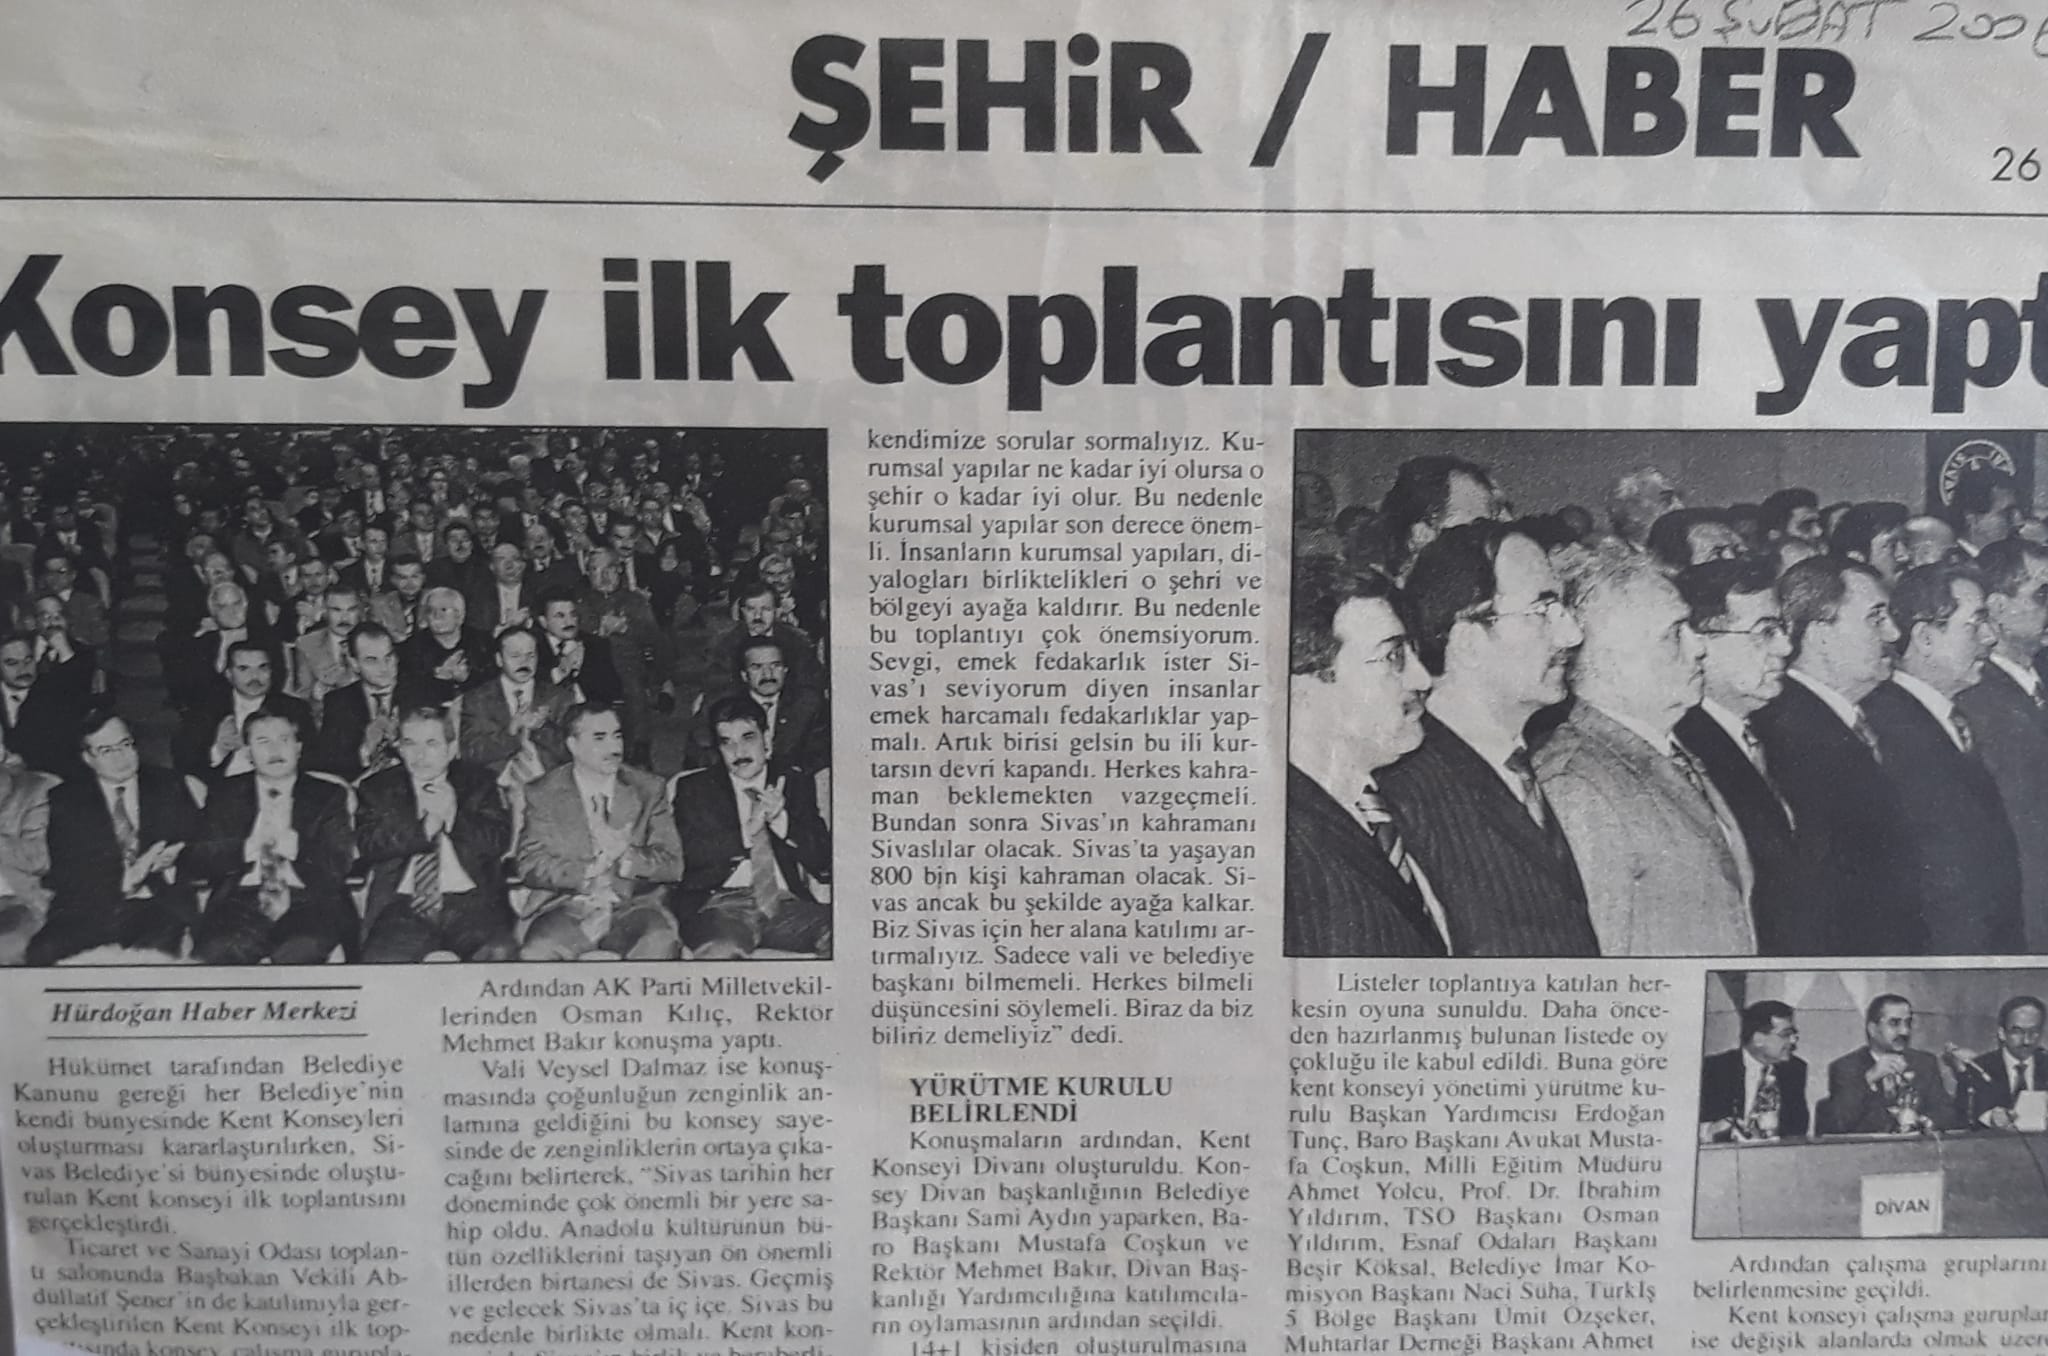 26 ŞUBAT 2006
ŞEHİR / HABER
26
Konsey ilk toplantısını yaptı
Hürdoğan Haber Merkezi
Hükümet tarafından Belediye
Kanunu gereği her Belediye'nin
kendi bünyesinde Kent Konseyleri
oluşturması kararlaştırılırken, Si-
vas Belediye'si bünyesinde oluştu-
rulan Kent konseyi ilk toplantısını
gerçekleştirdi.
Ticaret ve Sanayi Odası toplan-
tı salonunda Başbakan Vekili Ab-
dullatif Şener'in de katılımıyla ger-
çekleştirilen Kent Konseyi ilk top-
konsey
Ardından AK Parti Milletvekil-
lerinden Osman Kılıç, Rektör
Mehmet Bakır konuşma yaptı.
Vali Veysel Dalmaz ise konuş-
masında çoğunluğun zenginlik an-
lamına geldiğini bu konsey saye-
sinde de zenginliklerin ortaya çıka-
cağını belirterek, "Sivas tarihin her
döneminde çok önemli bir yere sa-
hip oldu. Anadolu kültürünün bü-
tün özelliklerini taşıyan ön önemli
illerden birtanesi de Sivas. Geçmiş
ve gelecek Sivas'ta iç içe. Sivas bu
nedenle birlikte olmalı. Kent kon-
kendimize sorular sormalıyız. Ku-
rumsal yapılar ne kadar iyi olursa o
şehir o kadar iyi olur. Bu nedenle
kurumsal yapılar son derece önem-
li. İnsanların kurumsal yapıları, di-
yalogları birliktelikleri o şehri ve
bölgeyi ayağa kaldırır. Bu nedenle
bu toplantıyı çok önemsiyorum.
Sevgi, emek fedakarlık ister Si-
vas'ı seviyorum diyen insanlar
emek harcamalı fedakarlıklar yap-
malı. Artık birisi gelsin bu ili kur-
tarsın devri kapandı. Herkes kahra-
man beklemekten vazgeçmeli.
Bundan sonra Sivas'ın kahramanı
Sivaslılar olacak. Sivas'ta yaşayan
800 bin kişi kahraman olacak. Si-
vas ancak bu şekilde ayağa kalkar.
Biz Sivas için her alana katılımı ar-
tırmalıyız. Sadece vali ve belediye
başkanı bilmemeli. Herkes bilmeli
düşüncesini söylemeli. Biraz da biz
biliriz demeliyiz" dedi.
YÜRÜTME KURULU
BELİRLENDİ
Konuşmaların ardından, Kent
Konseyi Divanı oluşturuldu. Kon-
sey Divan başkanlığının Belediye
Başkanı Sami Aydın yaparken, Ba-
ro Başkanı Mustafa Coşkun ve
Rektör Mehmet Bakır, Divan Baş-
kanlığı Yardımcılığına katılımcıla-
rın oylamasının ardından seçildi.
14+1 kişiden oluşturulmasına
Listeler toplantıya katılan her-
kesin oyuna sunuldu. Daha önce-
den hazırlanmış bulunan listede oy
çokluğu ile kabul edildi. Buna göre
kent konseyi yönetimi yürütme ku-
rulu Başkan Yardımcısı Erdoğan
Tunç, Baro Başkanı Avukat Musta-
fa Coşkun, Milli Eğitim Müdürü
Ahmet Yolcu, Prof. Dr. İbrahim
Yıldırım, TSO Başkanı Osman
Yıldırım, Esnaf Odaları Başkanı
Beşir Köksal, Belediye İmar Ko-
misyon Başkanı Naci Süha, Türkİş
5 Bölge Başkanı Ümit Özşeker,
Muhtarlar Derneği Başkanı Ahmet
DİVAN
Ardından çalışma gruplarını
belirlenmesine geçildi.
Kent konseyi çalışma guruplar
ise değişik alanlarda olmak üzere